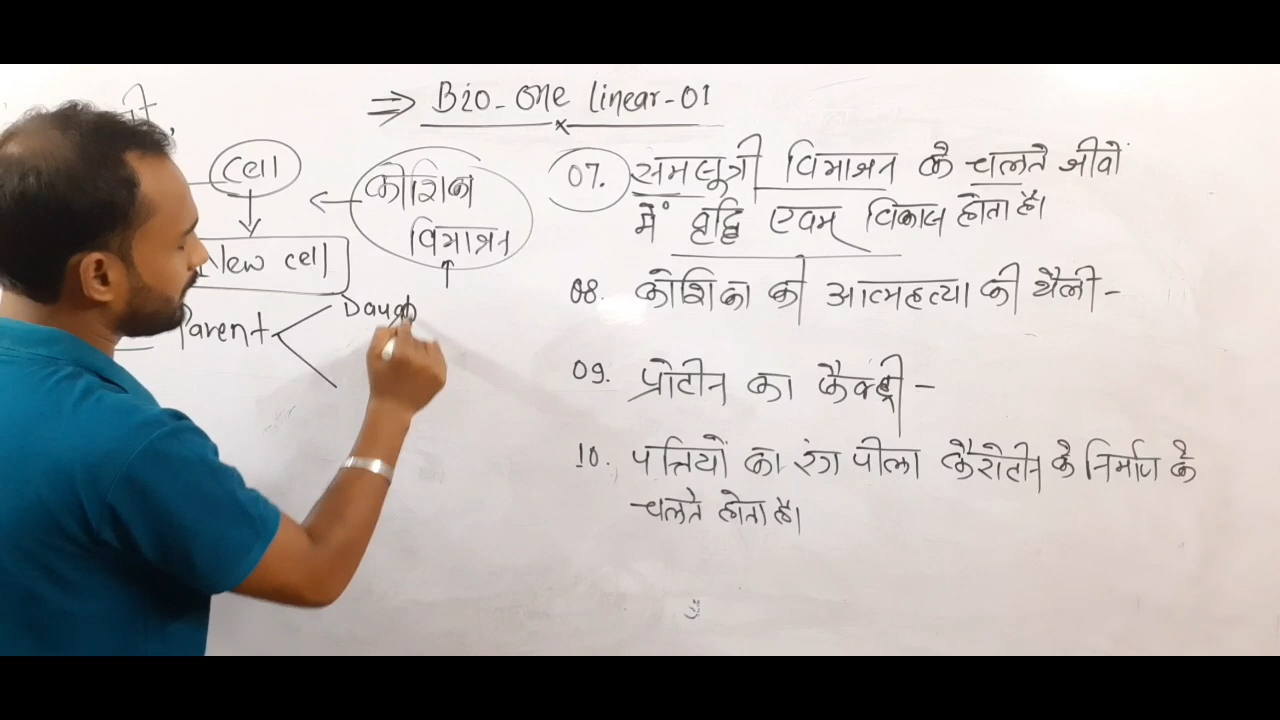 ⇒ Bio- One linear-01
Cell
New cell
Parent
Daugh
कोशिका
विभाजन
07. समसूत्री विभाजन के चलते जीवों
में वृद्धि एवम् विकास होता है।
08. कोशिका की आत्महत्या की थैली-
09. प्रोटीन का फैक्ट्री-
10. पत्तियों का रंग पीला कैरोटीन के निर्माण के
चलते होता है।